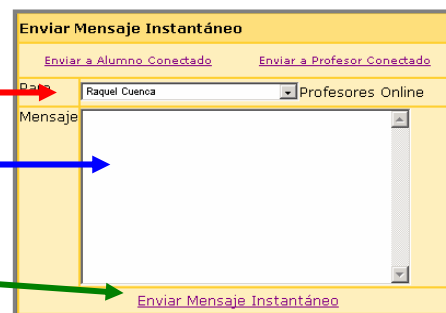 Enviar Mensaje Instantáneo
Enviar a Alumno Conectado Enviar a Profesor Conectado
Para Raquel Cuenca Profesores Online
Mensaje
Enviar Mensaje Instantáneo